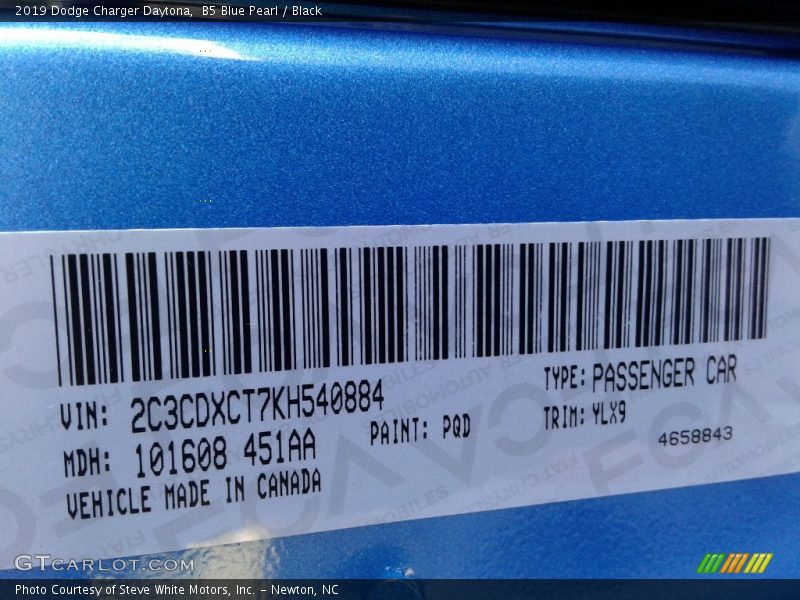 2019 Dodge Charger Daytona, B5 Blue Pearl / Black
VIN: 2C3CDXCT7KH540884
TYPE: PASSENGER CAR
MDH: 101608 451AA
PAINT: PQD
TRIM: YLX9
4658843
VEHICLE MADE IN CANADA
GTCARLOT.COM
Photo Courtesy of Steve White Motors, Inc. – Newton, NC